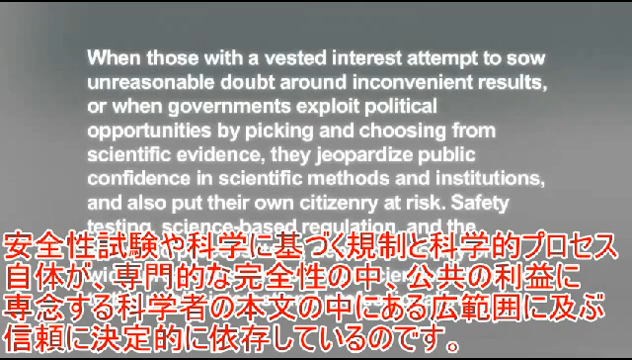 When those with a vested interest attempt to sow
unreasonable doubt around inconvenient results,
or when governments exploit political
opportunities by picking and choosing from
scientific evidence, they jeopardize public
confidence in scientific methods and institutions,
and also put their own citizenry at risk. Safety
testing, science-based regulation, and the
安全性試験や科学に基づく規制と科学的プロセス
自体が、専門的な完全性の中、公共の利益に
専念する科学者の本文の中にある広範囲に及ぶ
信頼に決定的に依存しているのです。